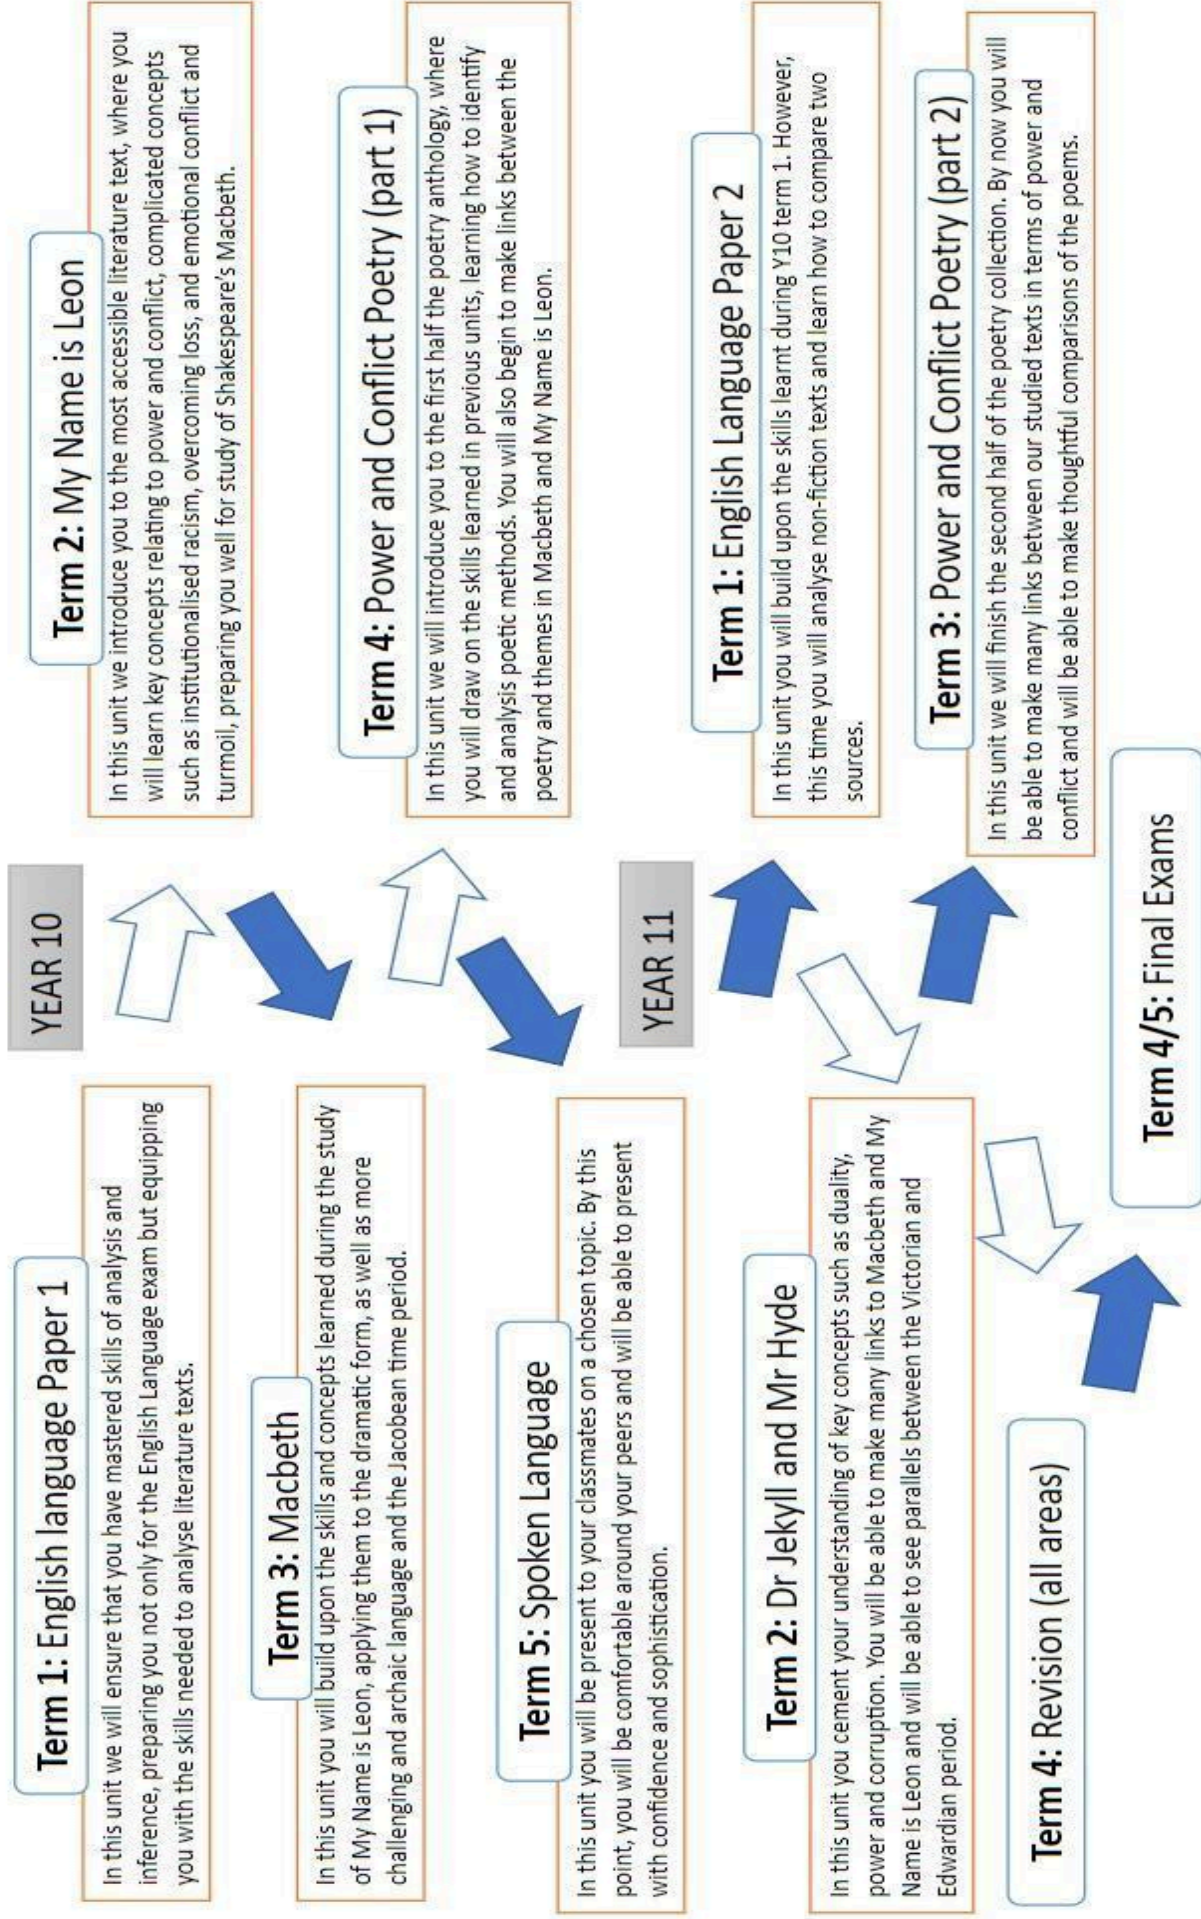 YEAR 10
Term 1: English language Paper 1
In this unit we will ensure that you have mastered skills of analysis and
inference, preparing you not only for the English Language exam but equipping
you with the skills needed to analyse literature texts.
Term 2: My Name is Leon
In this unit we introduce you to the most accessible literature text, where you
will learn key concepts relating to power and conflict, complicated concepts
such as institutionalised racism, overcoming loss, and emotional conflict and
turmoil, preparing you well for study of Shakespeare's Macbeth.
Term 3: Macbeth
In this unit you will build upon the skills and concepts learned during the study
of My Name is Leon, applying them to the dramatic form, as well as more
challenging and archaic language and the Jacobean time period.
Term 4: Power and Conflict Poetry (part 1)
In this unit we will introduce you to the first half the poetry anthology, where
you will draw on the skills learned in previous units, learning how to identify
and analysis poetic methods. You will also begin to make links between the
poetry and themes in Macbeth and My Name is Leon.
Term 5: Spoken Language
In this unit you will be present to your classmates on a chosen topic. By this
point, you will be comfortable around your peers and will be able to present
with confidence and sophistication.
YEAR 11
Term 1: English Language Paper 2
In this unit you will build upon the skills learnt during Y10 term 1. However,
this time you will analyse non-fiction texts and learn how to compare two
sources.
Term 2: Dr Jekyll and Mr Hyde
In this unit you cement your understanding of key concepts such as duality,
power and corruption. You will be able to make many links to Macbeth and My
Name is Leon and will be able to see parallels between the Victorian and
Edwardian period.
Term 3: Power and Conflict Poetry (part 2)
In this unit we will finish the second half of the poetry collection. By now you will
be able to make many links between our studied texts in terms of power and
conflict and will be able to make thoughtful comparisons of the poems.
Term 4: Revision (all areas)
Term 4/5: Final Exams